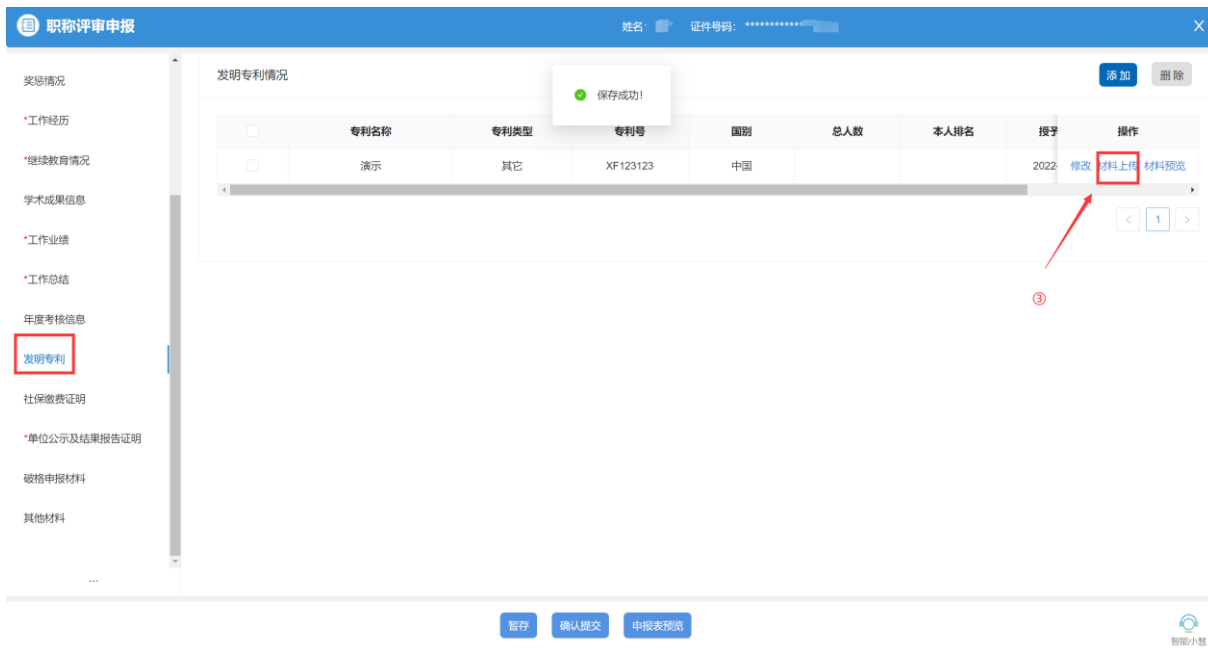 职称评审申报 姓名: 证件号码: ************ X
奖惩情况
*工作经历
*继续教育情况
学术成果信息
*工作业绩
*工作总结
年度考核信息
发明专利
社保缴费证明
*单位公示及结果报告证明
破格申报材料
其他材料
...
发明专利情况 添加 删除
保存成功!
专利名称 专利类型 专利号 国别 总人数 本人排名 授予 操作
演示 其它 XF123123 中国 2022- 修改 材料上传 材料预览
< 1 >
③
暂存 确认提交 申报表预览
智能小慧